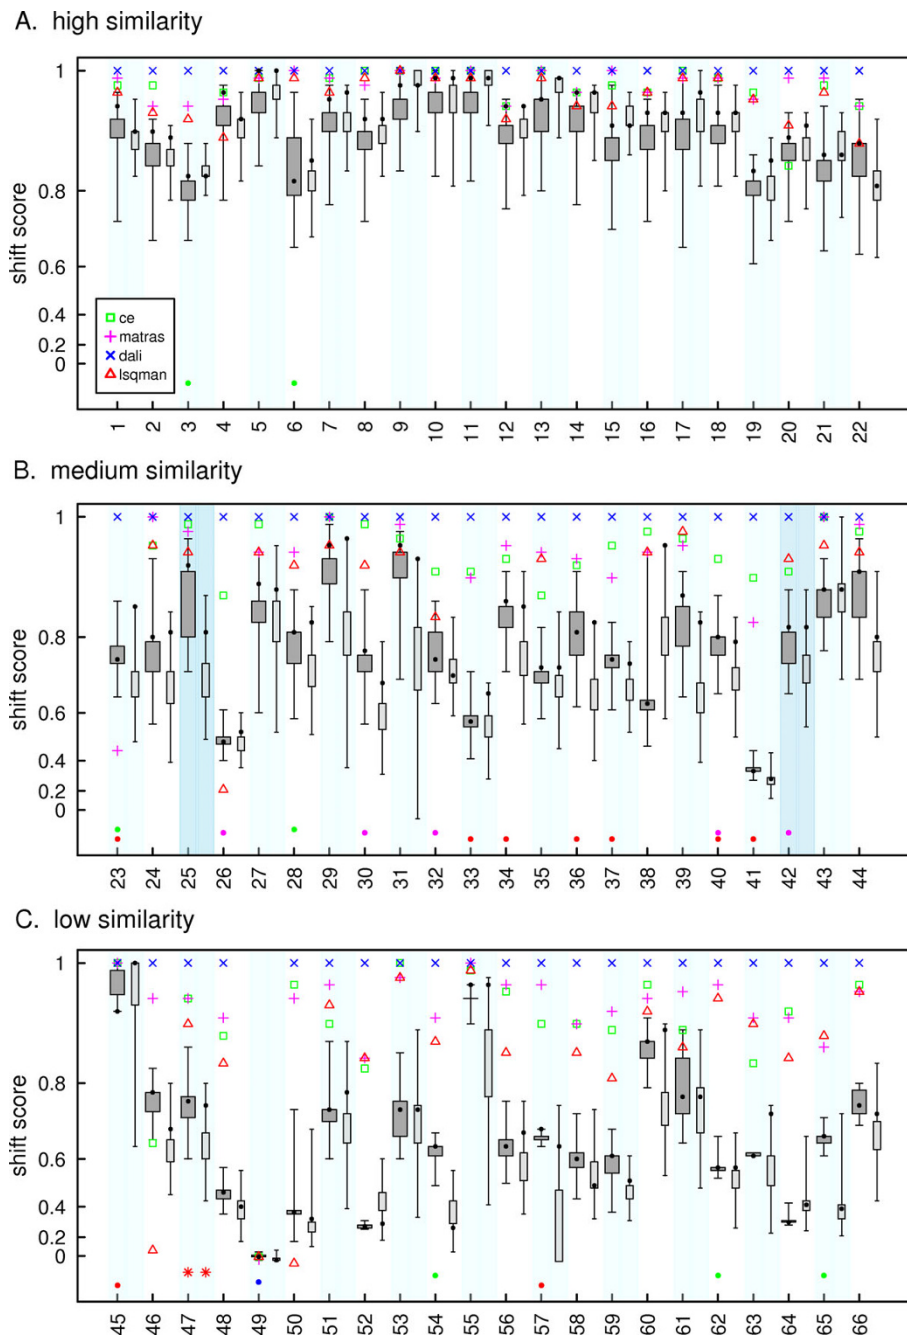 A. high similarity
shift score
1
0.8
0.6
0.4
0.2
0
ce
matras
dali
lsqman
1 2 3 4 5 6 7 8 9 10 11 12 13 14 15 16 17 18 19 20 21 22
B. medium similarity
shift score
1
0.8
0.6
0.4
0.2
0
23 24 25 26 27 28 29 30 31 32 33 34 35 36 37 38 39 40 41 42 43 44
C. low similarity
shift score
1
0.8
0.6
0.4
0.2
0
45 46 47 48 49 50 51 52 53 54 55 56 57 58 59 60 61 62 63 64 65 66